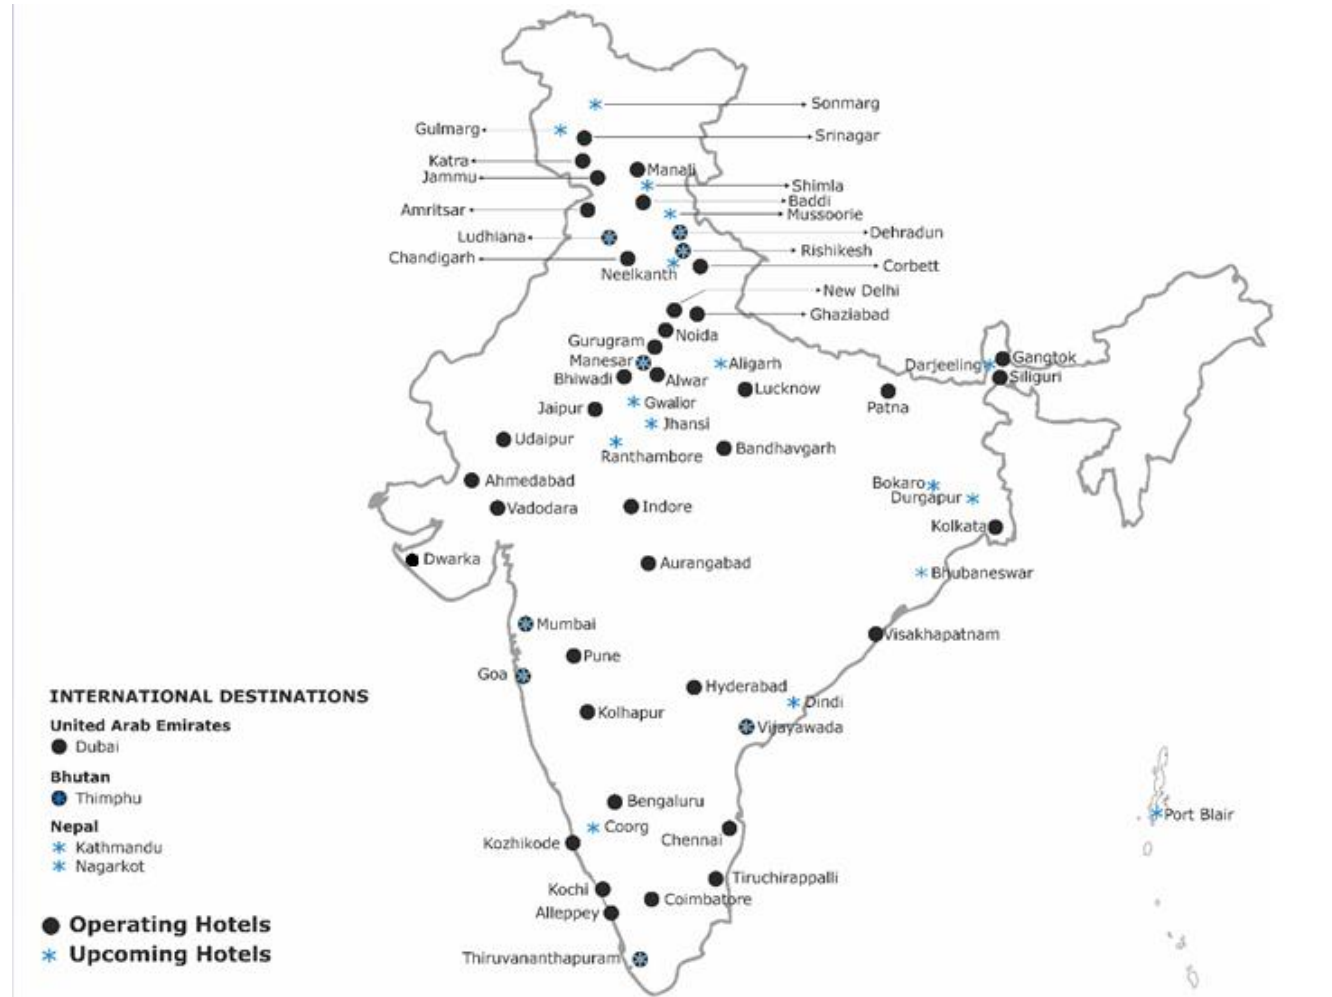 Sonmarg
Gulmarg
Srinagar
Katra
Manali
Jammu
Shimla
Baddi
Amritsar
Mussoorie
Dehradun
Ludhiana
Rishikesh
Chandigarh
Corbett
Neelkanth
New Delhi
Ghaziabad
Noida
Gurugram
Gangtok
Manesar
Aligarh
Darjeeling
Siliguri
Bhiwadi
Alwar
Lucknow
Gwalior
Jaipur
Patna
Jhansi
Udaipur
Bandhavgarh
Ranthambore
Ahmedabad
Bokaro
Durgapur
Vadodara
Indore
Kolkata
Dwarka
Aurangabad
Bhubaneswar
Mumbai
Visakhapatnam
Pune
Goa
Hyderabad
Dindi
Kolhapur
Vijayawada
Bengaluru
Port Blair
Coorg
Chennai
Kozhikode
Tiruchirappalli
Kochi
Coimbatore
Alleppey
Thiruvananthapuram
INTERNATIONAL DESTINATIONS
United Arab Emirates
Dubai
Bhutan
Thimphu
Nepal
Kathmandu
Nagarkot
Operating Hotels
Upcoming Hotels